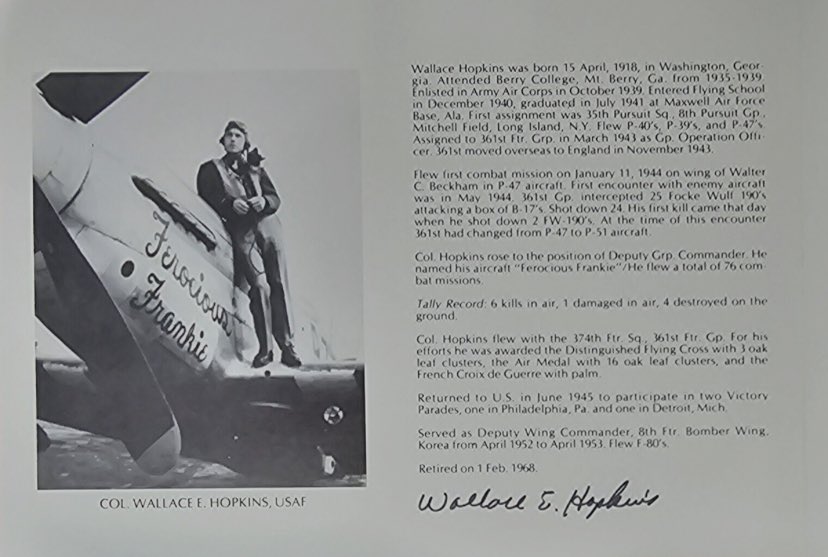 Ferocious
Frankie
COL. WALLACE E. HOPKINS, USAF
Wallace Hopkins was born 15 April, 1918, in Washington, Geor-
gia. Attended Berry College, Mt. Berry, Ga. from 1935-1939.
Enlisted in Army Air Corps in October 1939. Entered Flying School
in December 1940, graduated in July 1941 at Maxwell Air Force
Base, Ala. First assignment was 35th Pursuit Sq., 8th Pursuit Gp.,
Mitchell Field, Long Island, N.Y. Flew P-40's, P-39's, and P-47's.
Assigned to 361st Ftr. Grp. in March 1943 as Gp. Operation Offi-
cer. 361st moved overseas to England in November 1943.
Flew first combat mission on January 11, 1944 on wing of Walter
C. Beckham in P-47 aircraft. First encounter with enemy aircraft
was in May 1944. 361st Gp. intercepted 25 Focke Wulf 190's
attacking a box of B-17's. Shot down 24. His first kill came that day
when he shot down 2 FW-190's. At the time of this encounter
361st had changed from P-47 to P-51 aircraft.
Col. Hopkins rose to the position of Deputy Grp. Commander. He
named his aircraft "Ferocious Frankie"/He flew a total of 76 com-
bat missions.
Tally Record: 6 kills in air, 1 damaged in air, 4 destroyed on the
ground.
Col. Hopkins flew with the 374th Ftr. Sq., 361st Ftr. Gp. For his
efforts he was awarded the Distinguished Flying Cross with 3 oak
leaf clusters, the Air Medal with 16 oak leaf clusters, and the
French Croix de Guerre with palm.
Returned to U.S. in June 1945 to participate in two Victory
Parades, one in Philadelphia, Pa. and one in Detroit, Mich.
Served as Deputy Wing Commander, 8th Ftr. Bomber Wing,
Korea from April 1952 to April 1953. Flew F-80's.
Retired on 1 Feb. 1968.
Wallace E. Hopkins